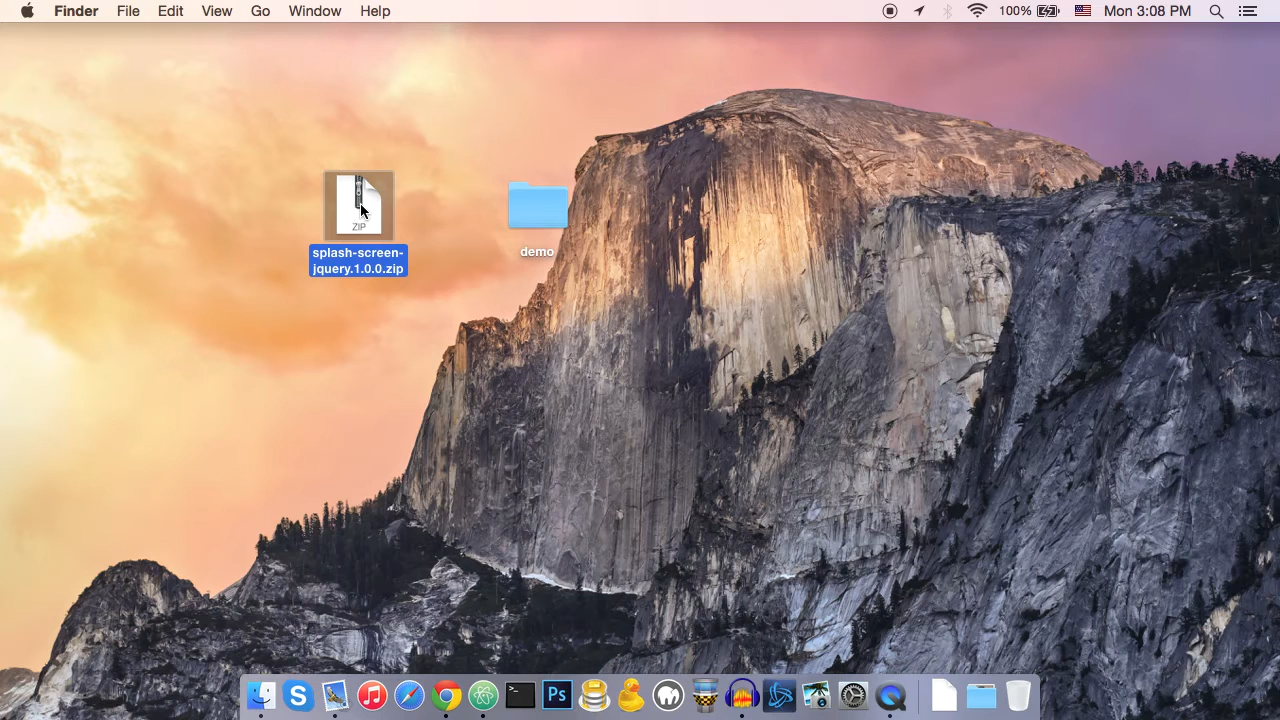 Finder File Edit View Go Window Help 100% Mon 3:08 PM
ZIP
splash-screen-
jquery.1.0.0.zip
demo
Ps